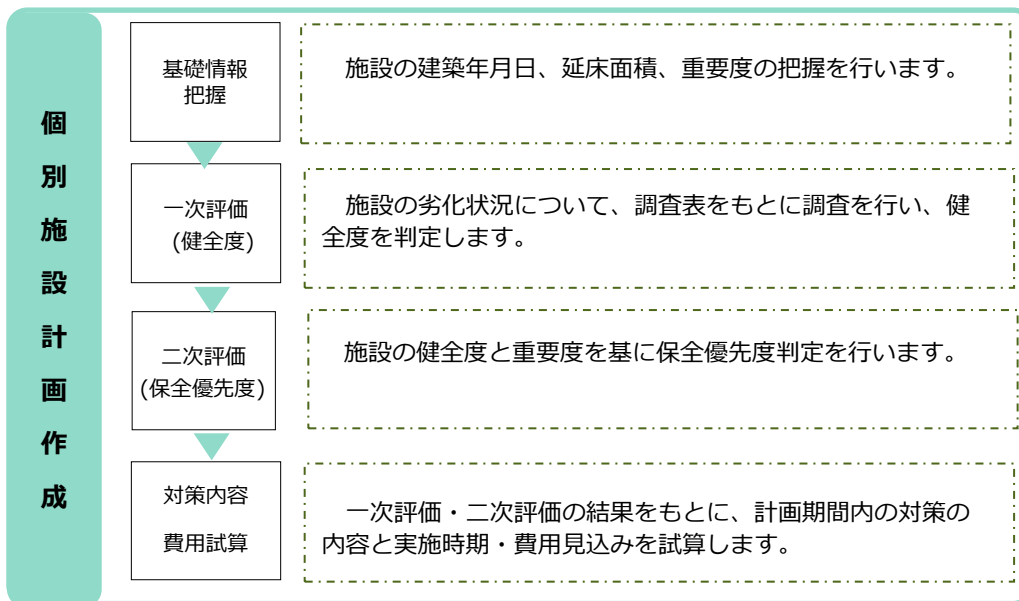 個別施設計画作成
基礎情報
把握
施設の建築年月日、延床面積、重要度の把握を行います。
一次評価
(健全度)
施設の劣化状況について、調査表をもとに調査を行い、健
全度を判定します。
二次評価
(保全優先度)
施設の健全度と重要度を基に保全優先度判定を行います。
対策内容
費用試算
一次評価・二次評価の結果をもとに、計画期間内の対策の
内容と実施時期・費用見込みを試算します。